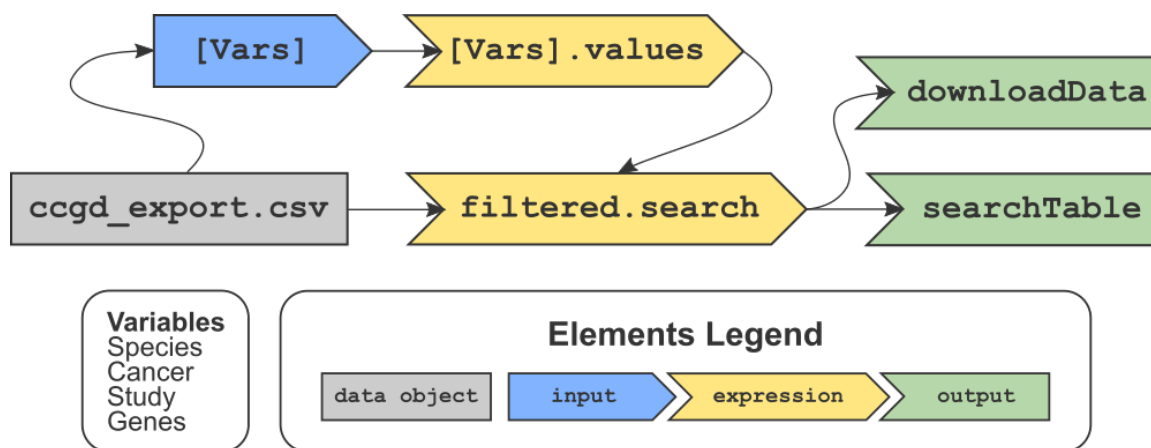 [Vars]
[Vars].values
downloadData
ccgd_export.csv
filtered.search
searchTable
Variables
Species
Cancer
Study
Genes
Elements Legend
data object
input
expression
output